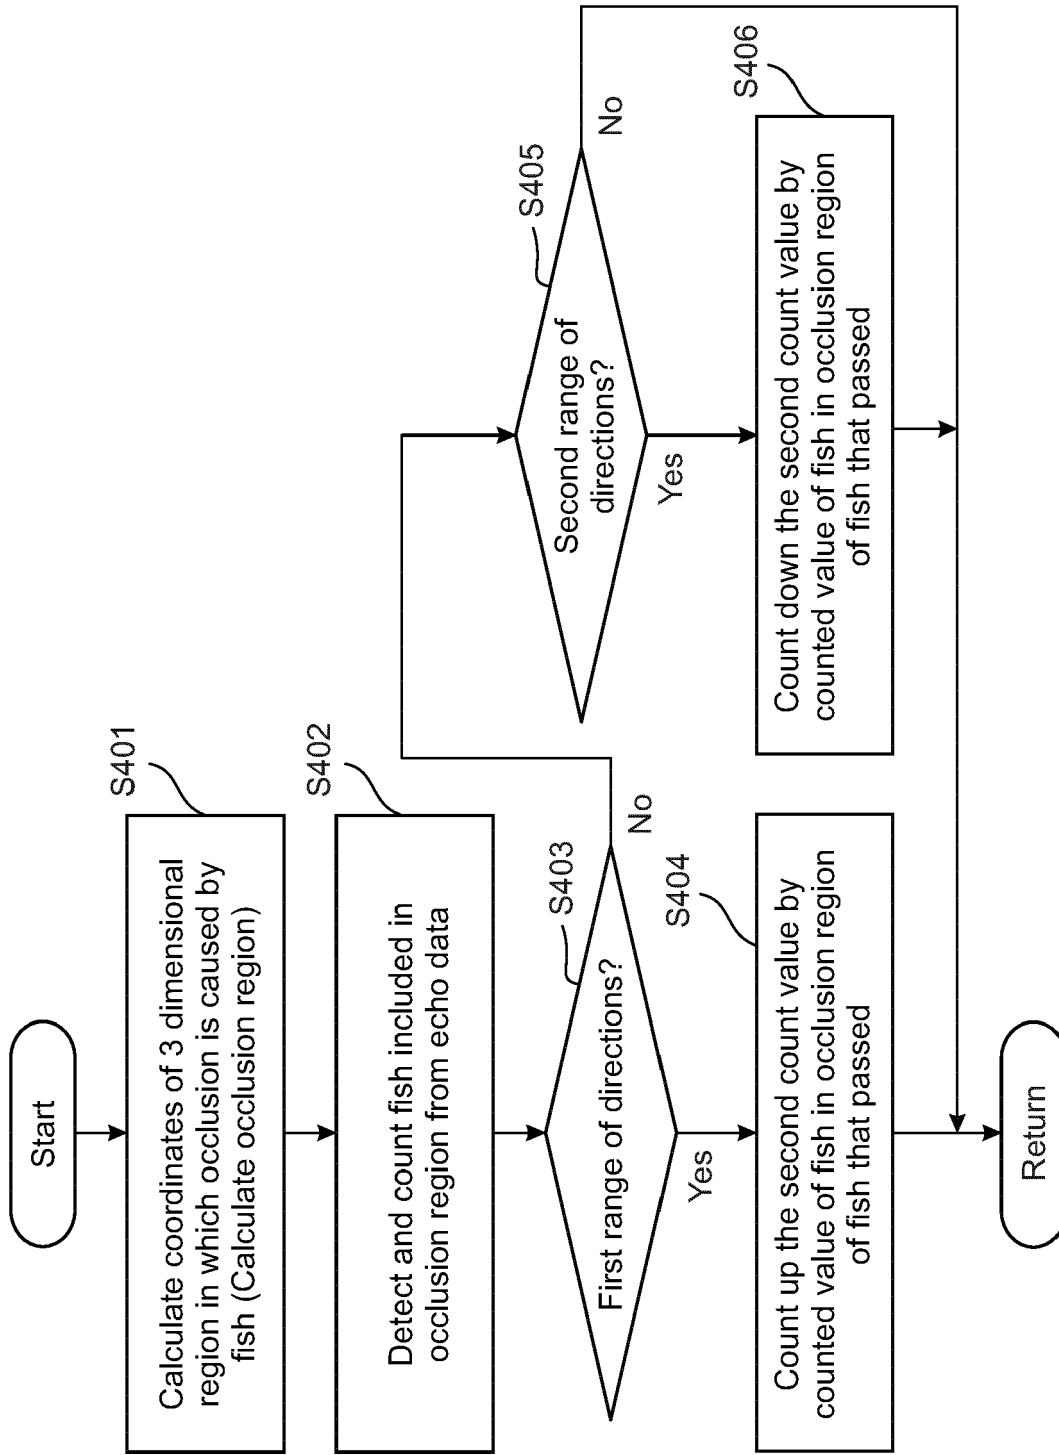 Start
S401
Calculate coordinates of 3 dimensional
region in which occlusion is caused by
fish (Calculate occlusion region)
S402
Detect and count fish included in
occlusion region from echo data
S403
First range of directions?
No
Yes
S404
Count up the second count value by
counted value of fish in occlusion region
of fish that passed
S405
Second range of
directions?
No
Yes
S406
Count down the second count value by
counted value of fish in occlusion region
of fish that passed
Return